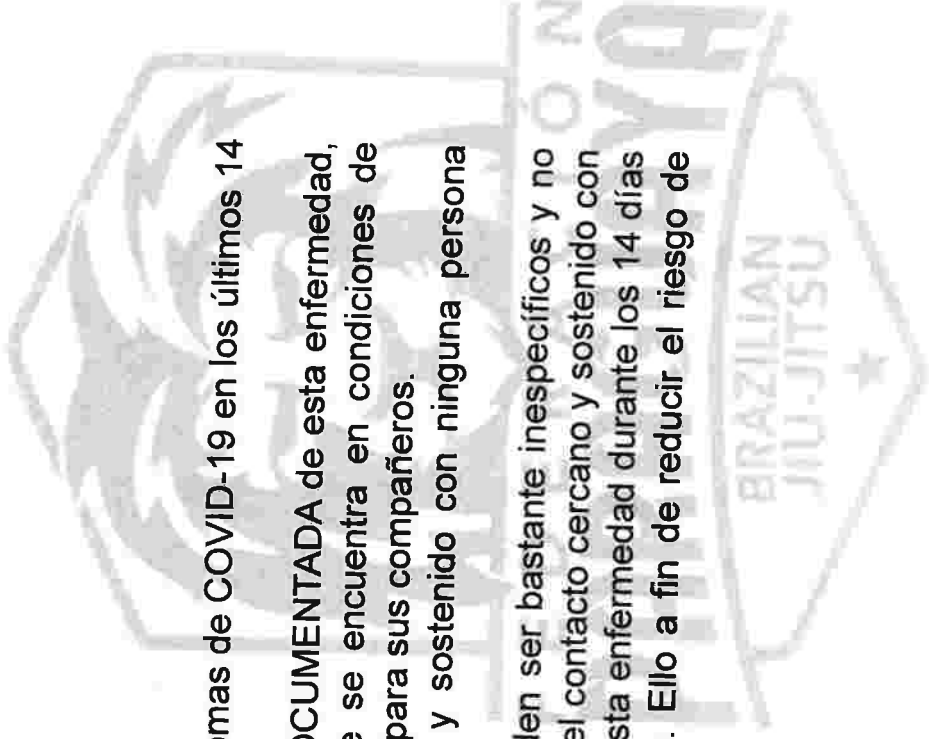 omas de COVID-19 en los últimos 14
OCUMENTADA de esta enfermedad,
e se encuentra en condiciones de
para sus compañeros.
y sostenido con ninguna persona
den ser bastante inespecíficos y no
el contacto cercano y sostenido con
sta enfermedad durante los 14 días
. Ello a fin de reducir el riesgo de
BRAZILIAN
JIU-JITSU